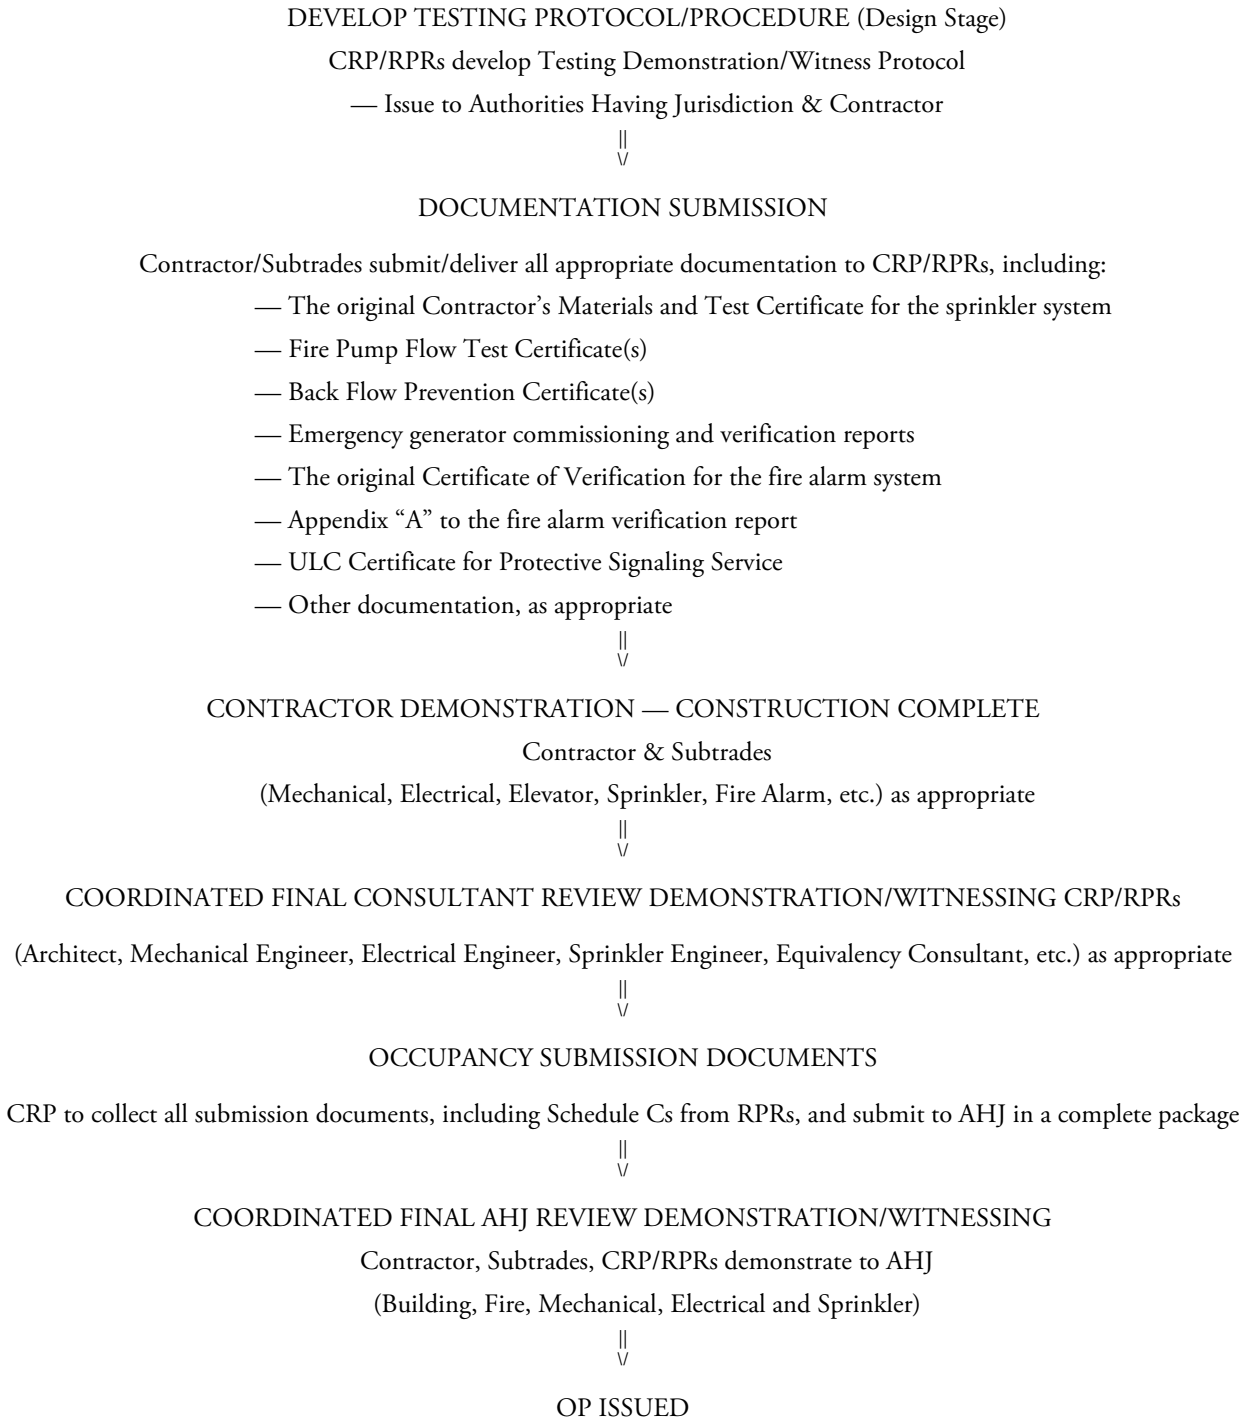 DEVELOP TESTING PROTOCOL/PROCEDURE (Design Stage)
CRP/RPRs develop Testing Demonstration/Witness Protocol
— Issue to Authorities Having Jurisdiction & Contractor
||
\/
DOCUMENTATION SUBMISSION
Contractor/Subtrades submit/deliver all appropriate documentation to CRP/RPRs, including:
— The original Contractor’s Materials and Test Certificate for the sprinkler system
— Fire Pump Flow Test Certificate(s)
— Back Flow Prevention Certificate(s)
— Emergency generator commissioning and verification reports
— The original Certificate of Verification for the fire alarm system
— Appendix “A” to the fire alarm verification report
— ULC Certificate for Protective Signaling Service
— Other documentation, as appropriate
||
\/
CONTRACTOR DEMONSTRATION — CONSTRUCTION COMPLETE
Contractor & Subtrades
(Mechanical, Electrical, Elevator, Sprinkler, Fire Alarm, etc.) as appropriate
||
\/
COORDINATED FINAL CONSULTANT REVIEW DEMONSTRATION/WITNESSING CRP/RPRs
(Architect, Mechanical Engineer, Electrical Engineer, Sprinkler Engineer, Equivalency Consultant, etc.) as appropriate
||
\/
OCCUPANCY SUBMISSION DOCUMENTS
CRP to collect all submission documents, including Schedule Cs from RPRs, and submit to AHJ in a complete package
||
\/
COORDINATED FINAL AHJ REVIEW DEMONSTRATION/WITNESSING
Contractor, Subtrades, CRP/RPRs demonstrate to AHJ
(Building, Fire, Mechanical, Electrical and Sprinkler)
||
\/
OP ISSUED